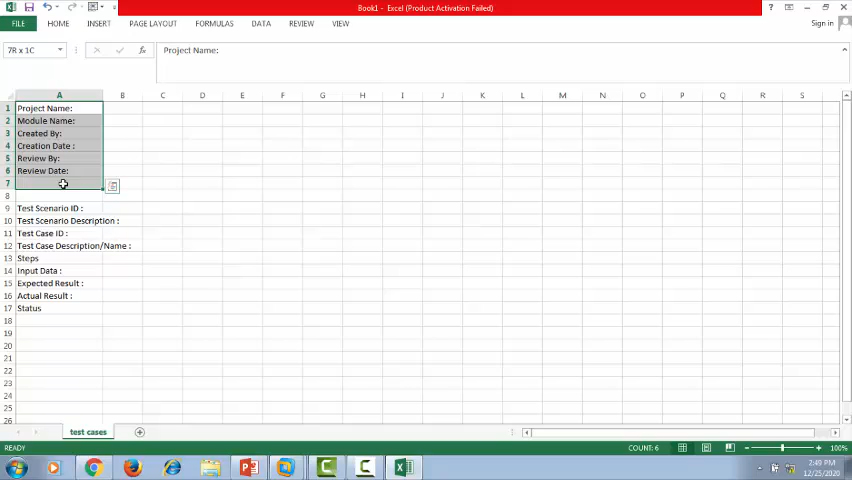 Book1 - Excel (Product Activation Failed)
FILE HOME INSERT PAGE LAYOUT FORMULAS DATA REVIEW VIEW Sign in
7R x 1C fx Project Name:
A B C D E F G H I J K L M N O P Q R S
1 Project Name:
2 Module Name:
3 Created By:
4 Creation Date :
5 Review By:
6 Review Date:
7
8
9 Test Scenario ID :
10 Test Scenario Description :
11 Test Case ID :
12 Test Case Description/Name :
13 Steps
14 Input Data :
15 Expected Result :
16 Actual Result :
17 Status
18
19
20
21
22
23
24
25
26
test cases
READY COUNT: 6 100%
2:49 PM
12/25/2020